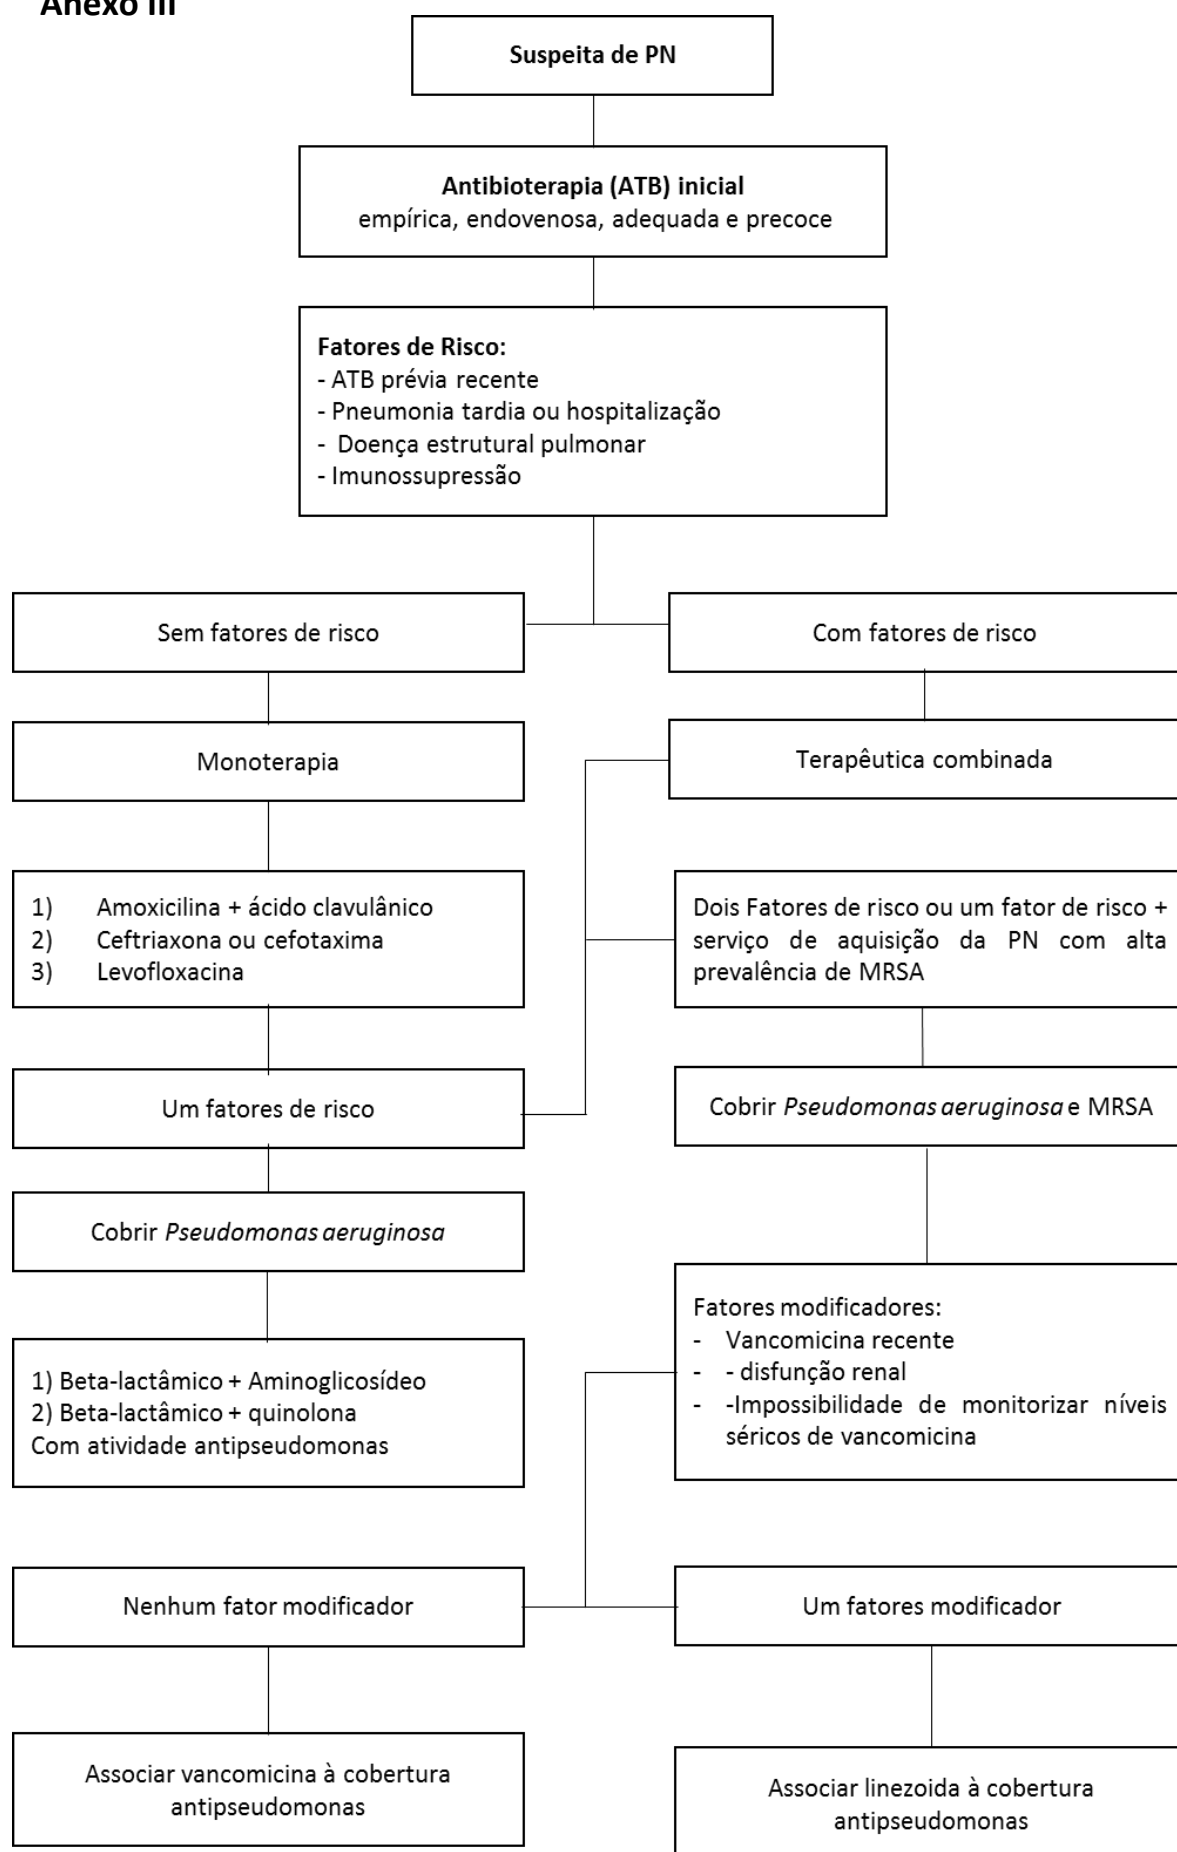 Anexo III
Suspeita de PN
Antibioterapia (ATB) inicial
empírica, endovenosa, adequada e precoce
Fatores de Risco:
- ATB prévia recente
- Pneumonia tardia ou hospitalização
- Doença estrutural pulmonar
- Imunossupressão
Sem fatores de risco
Com fatores de risco
Monoterapia
Terapêutica combinada
1) Amoxicilina + ácido clavulânico
2) Ceftriaxona ou cefotaxima
3) Levofloxacina
Dois Fatores de risco ou um fator de risco +
serviço de aquisição da PN com alta
prevalência de MRSA
Um fatores de risco
Cobrir Pseudomonas aeruginosa e MRSA
Cobrir Pseudomonas aeruginosa
1) Beta-lactâmico + Aminoglicosídeo
2) Beta-lactâmico + quinolona
Com atividade antipseudomonas
Fatores modificadores:
- Vancomicina recente
- - disfunção renal
- -Impossibilidade de monitorizar níveis
séricos de vancomicina
Nenhum fator modificador
Um fatores modificador
Associar vancomicina à cobertura
antipseudomonas
Associar linezoida à cobertura
antipseudomonas